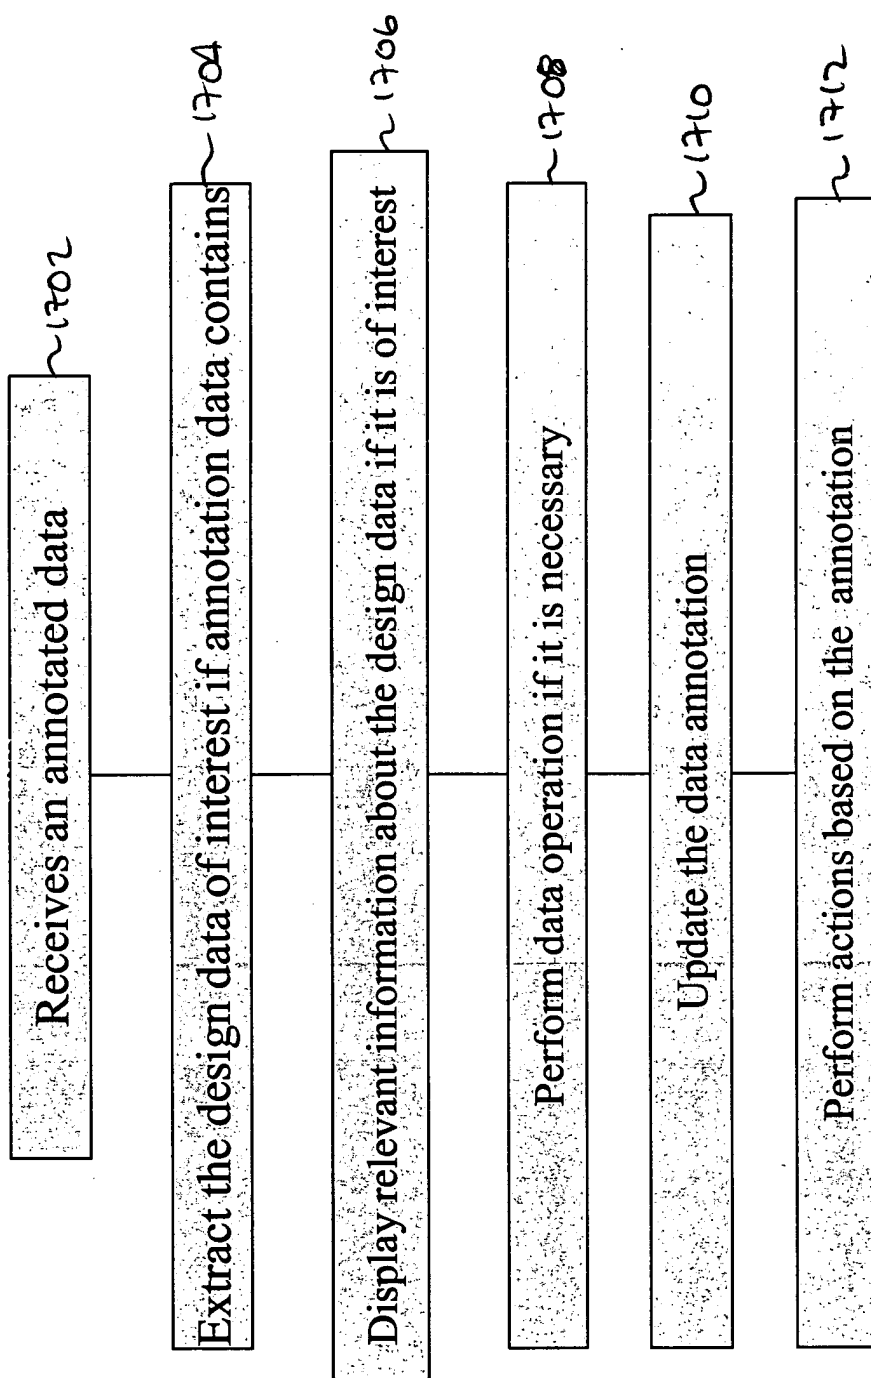 Receives an annotated data
1702
Extract the design data of interest if annotation data contains
1704
Display relevant information about the design data if it is of interest
1706
Perform data operation if it is necessary
1708
Update the data annotation
1710
Perform actions based on the annotation
1712